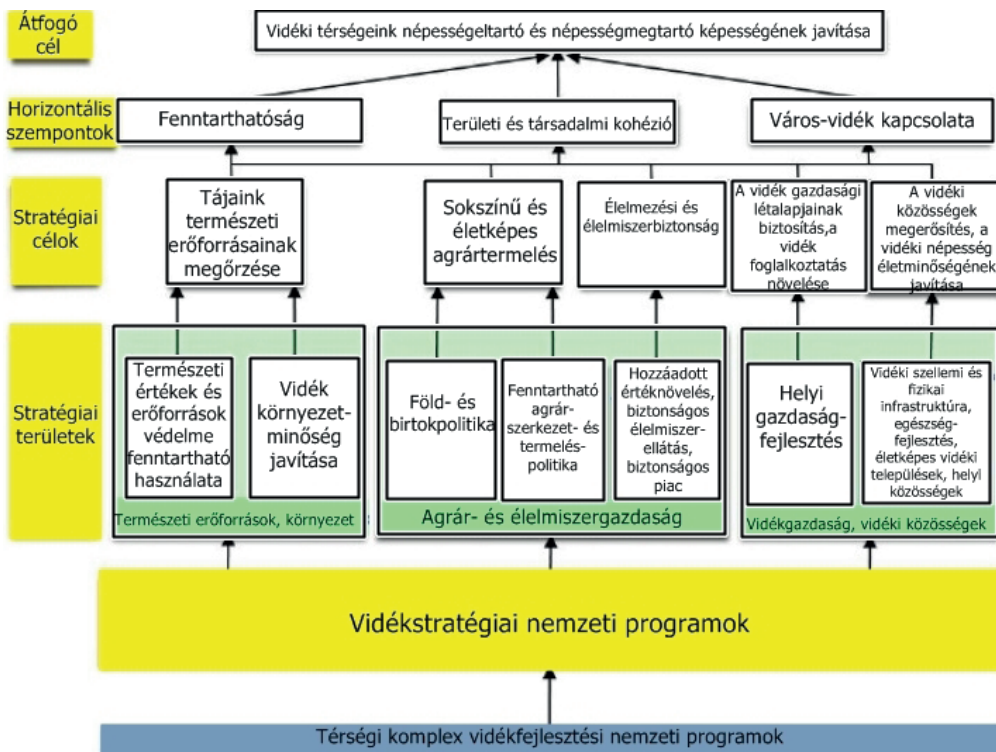 Átfogó
cél
Vidéki térségeink népességeltartó és népességmegtartó képességének javítása
Horizontális
szempontok
Fenntarthatóság
Területi és társadalmi kohézió
Város-vidék kapcsolata
Stratégiai
célok
Tájaink
természeti
erőforrásainak
megőrzése
Sokszínű és
életképes
agrártermelés
Élelmezési és
élelmiszerbiztonság
A vidék gazdasági
létalapjainak
biztosítás,a
vidék
foglalkoztatás
növelése
A vidéki
közösségek
megerősítés, a
vidéki népesség
életminőségének
javítása
Stratégiai
területek
Természeti
értékek és
erőforrások
védelme
fenntartható
használata
Vidék
környezet-
minőség
javítása
Természeti erőforrások, környezet
Föld- és
birtokpolitika
Fenntartható
agrár-
szerkezet- és
termelés-
politika
Hozzáadott
értéknövelés,
biztonságos
élelmiszer-
ellátás,
biztonságos
piac
Agrár- és élelmiszergazdaság
Helyi
gazdaság-
fejlesztés
Vidéki szellemi és
fizikai
infrastruktúra,
egészség-
fejlesztés,
életképes vidéki
települések, helyi
közösségek
Vidékgazdaság, vidéki közösségek
Vidékstratégiai nemzeti programok
Térségi komplex vidékfejlesztési nemzeti programok